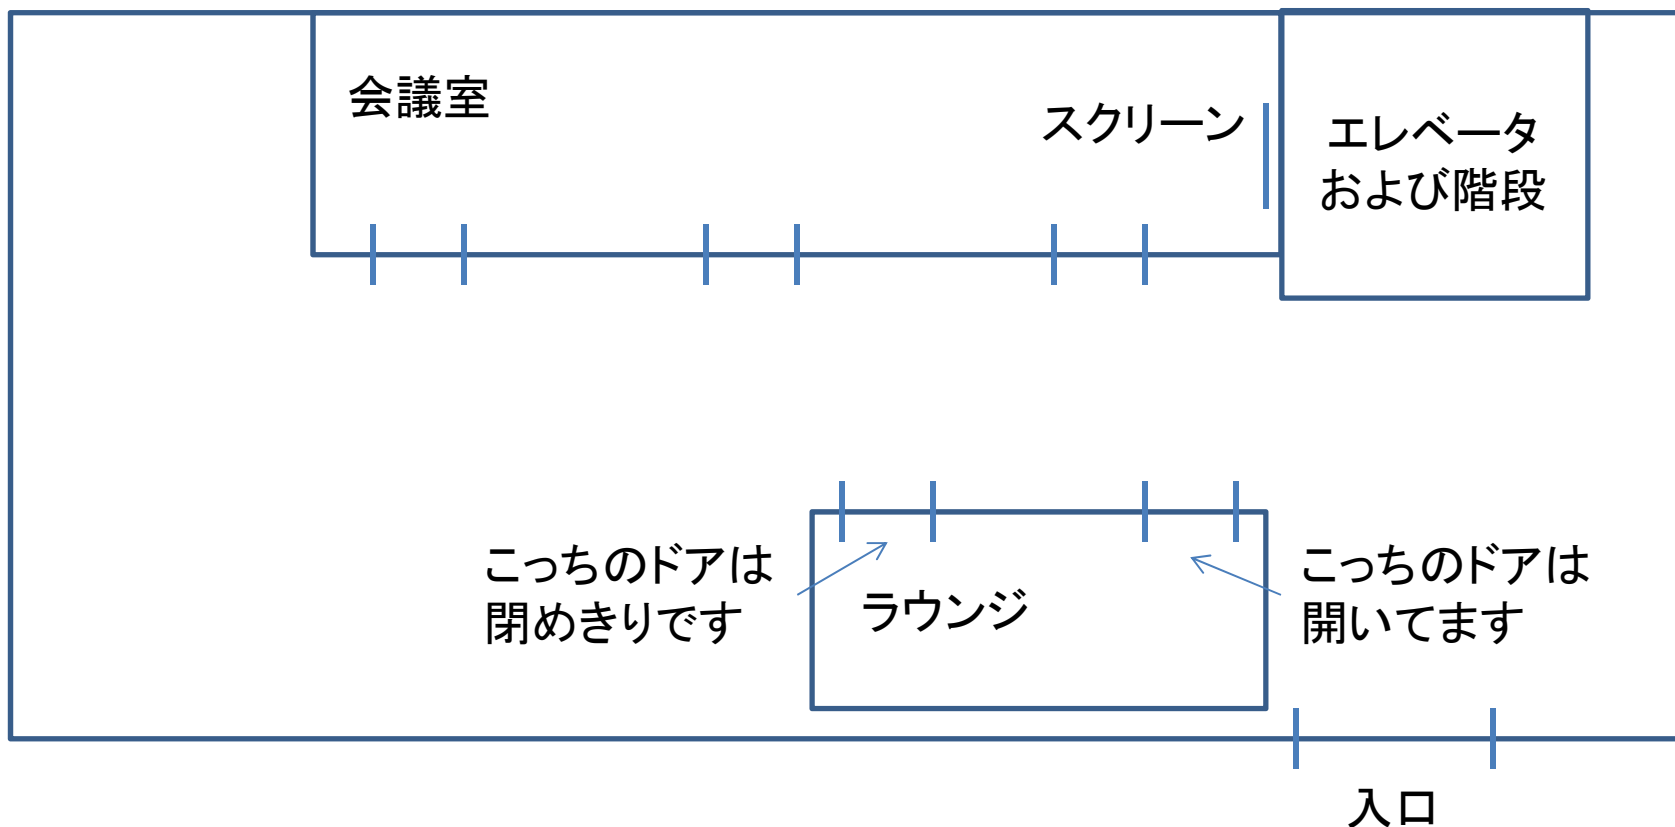 会議室
スクリーン
エレベータ
および階段
こっちのドアは
閉めきりです
ラウンジ
こっちのドアは
開いてます
入口